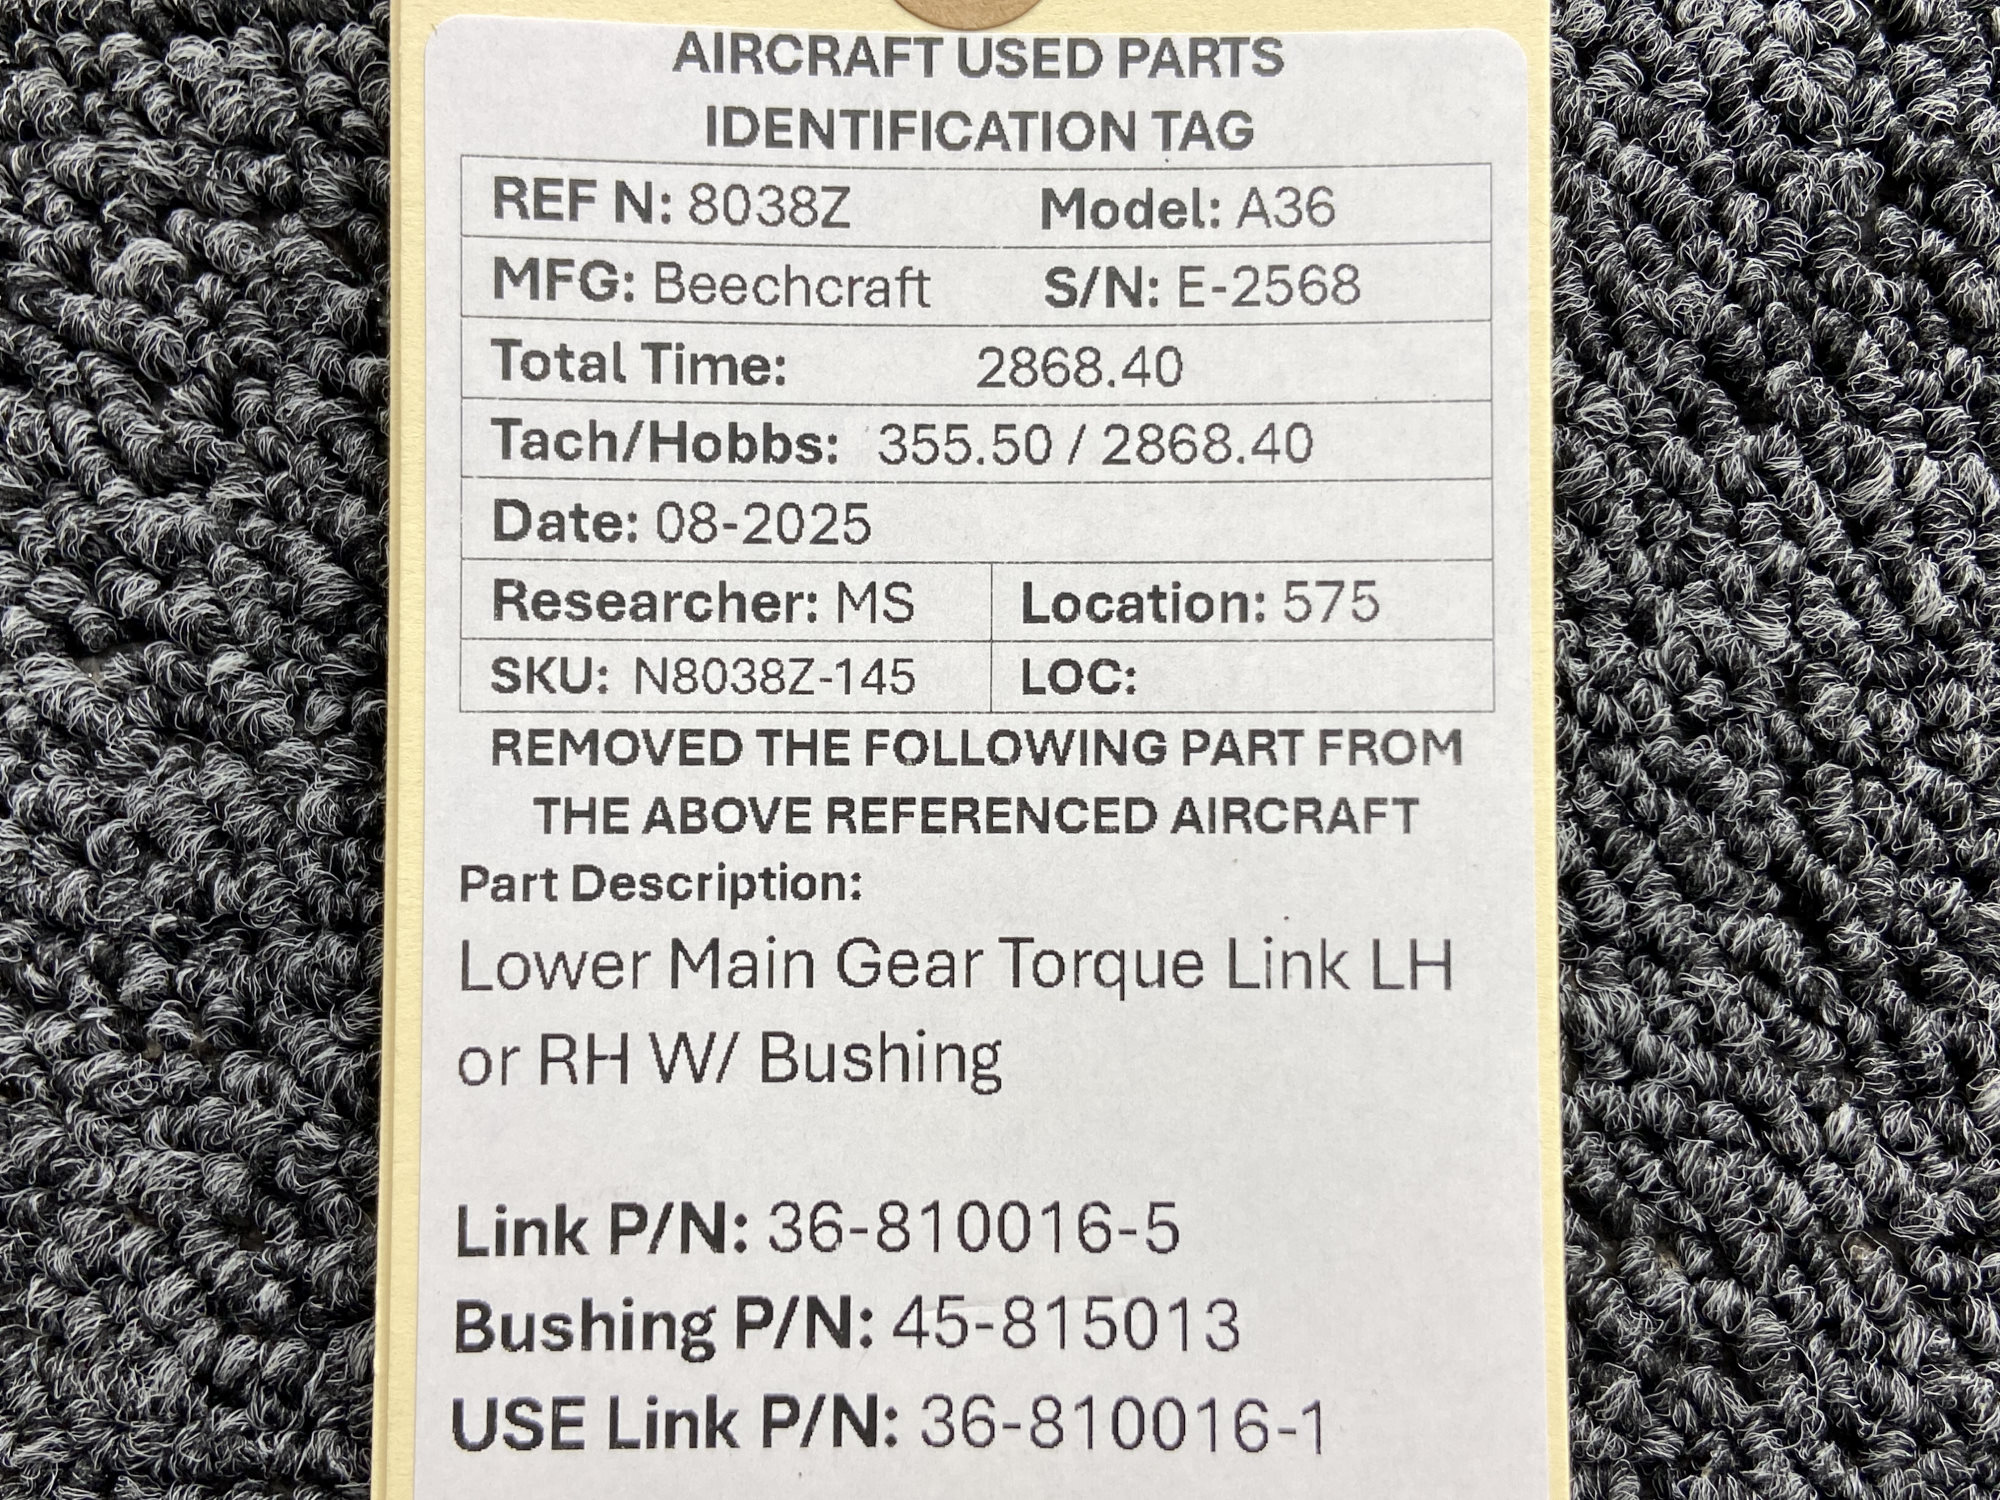 AIRCRAFT USED PARTS
IDENTIFICATION TAG
REF N: 8038Z Model: A36
MFG: Beechcraft S/N: E-2568
Total Time: 2868.40
Tach/Hobbs: 355.50 / 2868.40
Date: 08-2025
Researcher: MS Location: 575
SKU: N8038Z-145 LOC:
REMOVED THE FOLLOWING PART FROM
THE ABOVE REFERENCED AIRCRAFT
Part Description:
Lower Main Gear Torque Link LH
or RH W/ Bushing
Link P/N: 36-810016-5
Bushing P/N: 45-815013
USE Link P/N: 36-810016-1